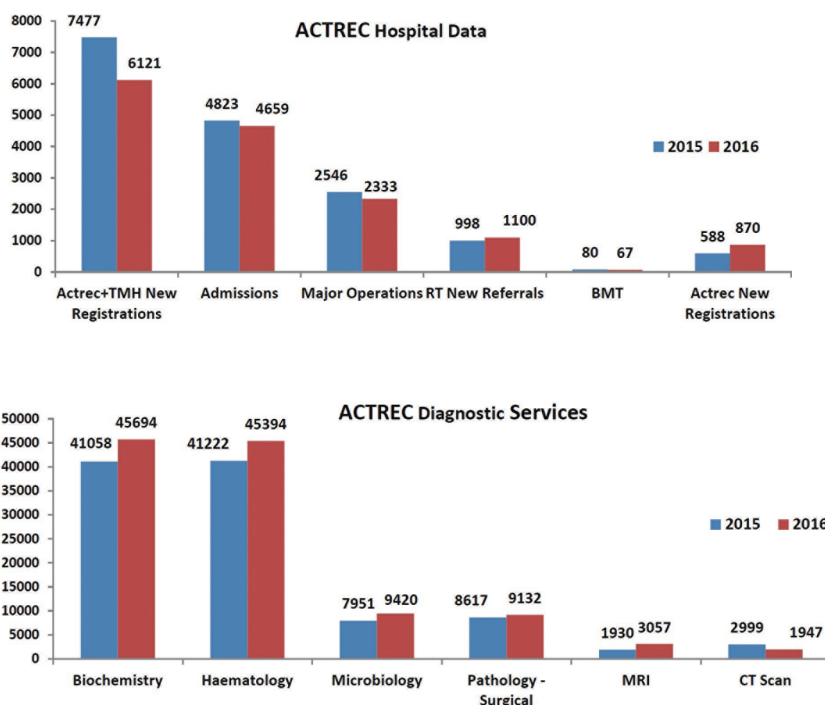 ACTREC Hospital Data
8000
7000
6000
5000
4000
3000
2000
1000
0
7477
6121
4823
4659
2546
2333
998
1100
80
67
588
870
2015
2016
Actrec+TMH New
Registrations
Admissions
Major Operations
RT New Referrals
BMT
Actrec New
Registrations
ACTREC Diagnostic Services
50000
45000
40000
35000
30000
25000
20000
15000
10000
5000
0
41058
45694
41222
45394
7951
9420
8617
9132
1930
3057
2999
1947
2015
2016
Biochemistry
Haematology
Microbiology
Pathology -
Surgical
MRI
CT Scan